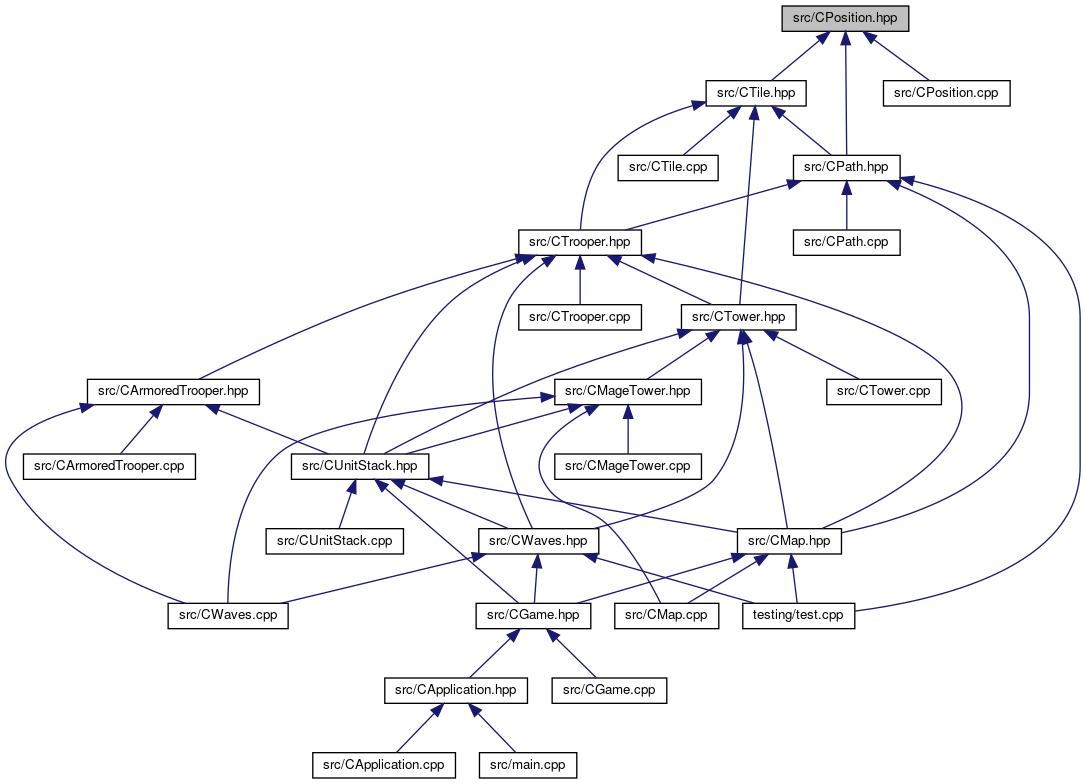 src/CPosition.hpp
src/CTile.hpp
src/CPosition.cpp
src/CTile.cpp
src/CPath.hpp
src/CTrooper.hpp
src/CPath.cpp
src/CTrooper.cpp
src/CTower.hpp
src/CArmoredTrooper.hpp
src/CMageTower.hpp
src/CTower.cpp
src/CArmoredTrooper.cpp
src/CUnitStack.hpp
src/CMageTower.cpp
src/CUnitStack.cpp
src/CWaves.hpp
src/CMap.hpp
src/CWaves.cpp
src/CGame.hpp
src/CMap.cpp
testing/test.cpp
src/CApplication.hpp
src/CGame.cpp
src/CApplication.cpp
src/main.cpp